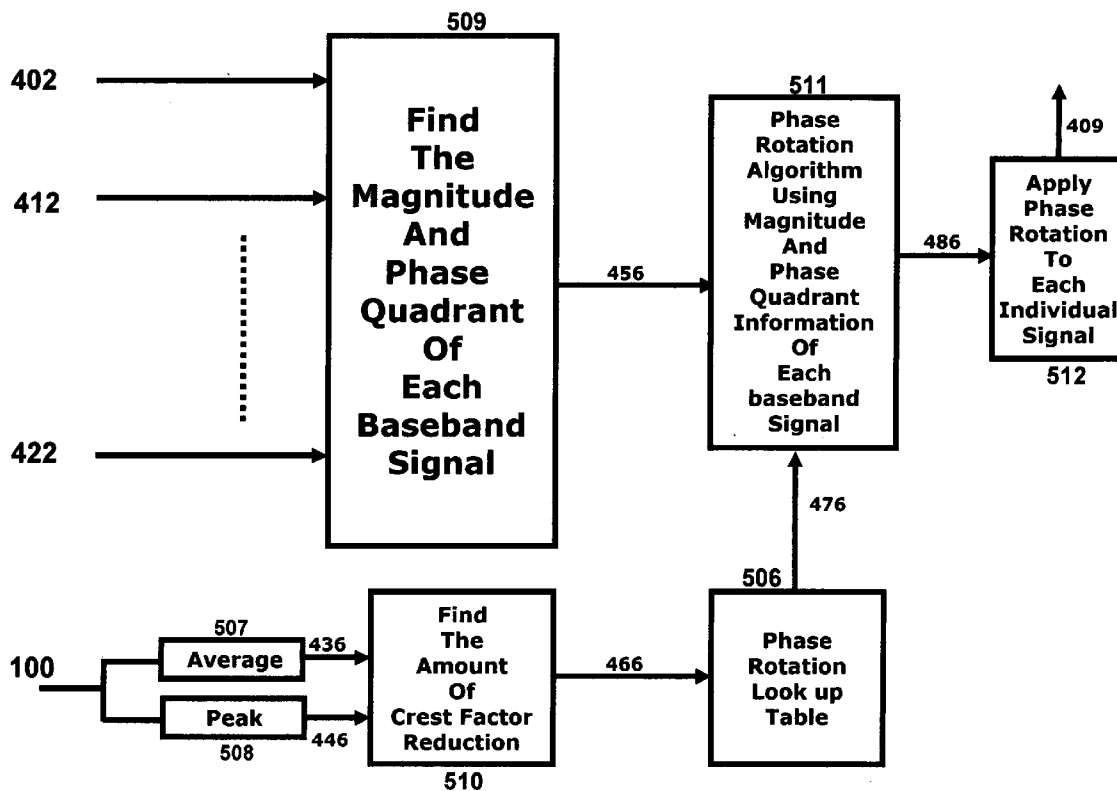 509
402
412
422
Find
The
Magnitude
And
Phase
Quadrant
Of
Each
Baseband
Signal
456
511
Phase
Rotation
Algorithm
Using
Magnitude
And
Phase
Quadrant
Information
Of
Each
baseband
Signal
486
409
Apply
Phase
Rotation
To
Each
Individual
Signal
512
476
506
Phase
Rotation
Look up
Table
100
507
Average
436
Peak
446
508
Find
The
Amount
Of
Crest Factor
Reduction
510
466